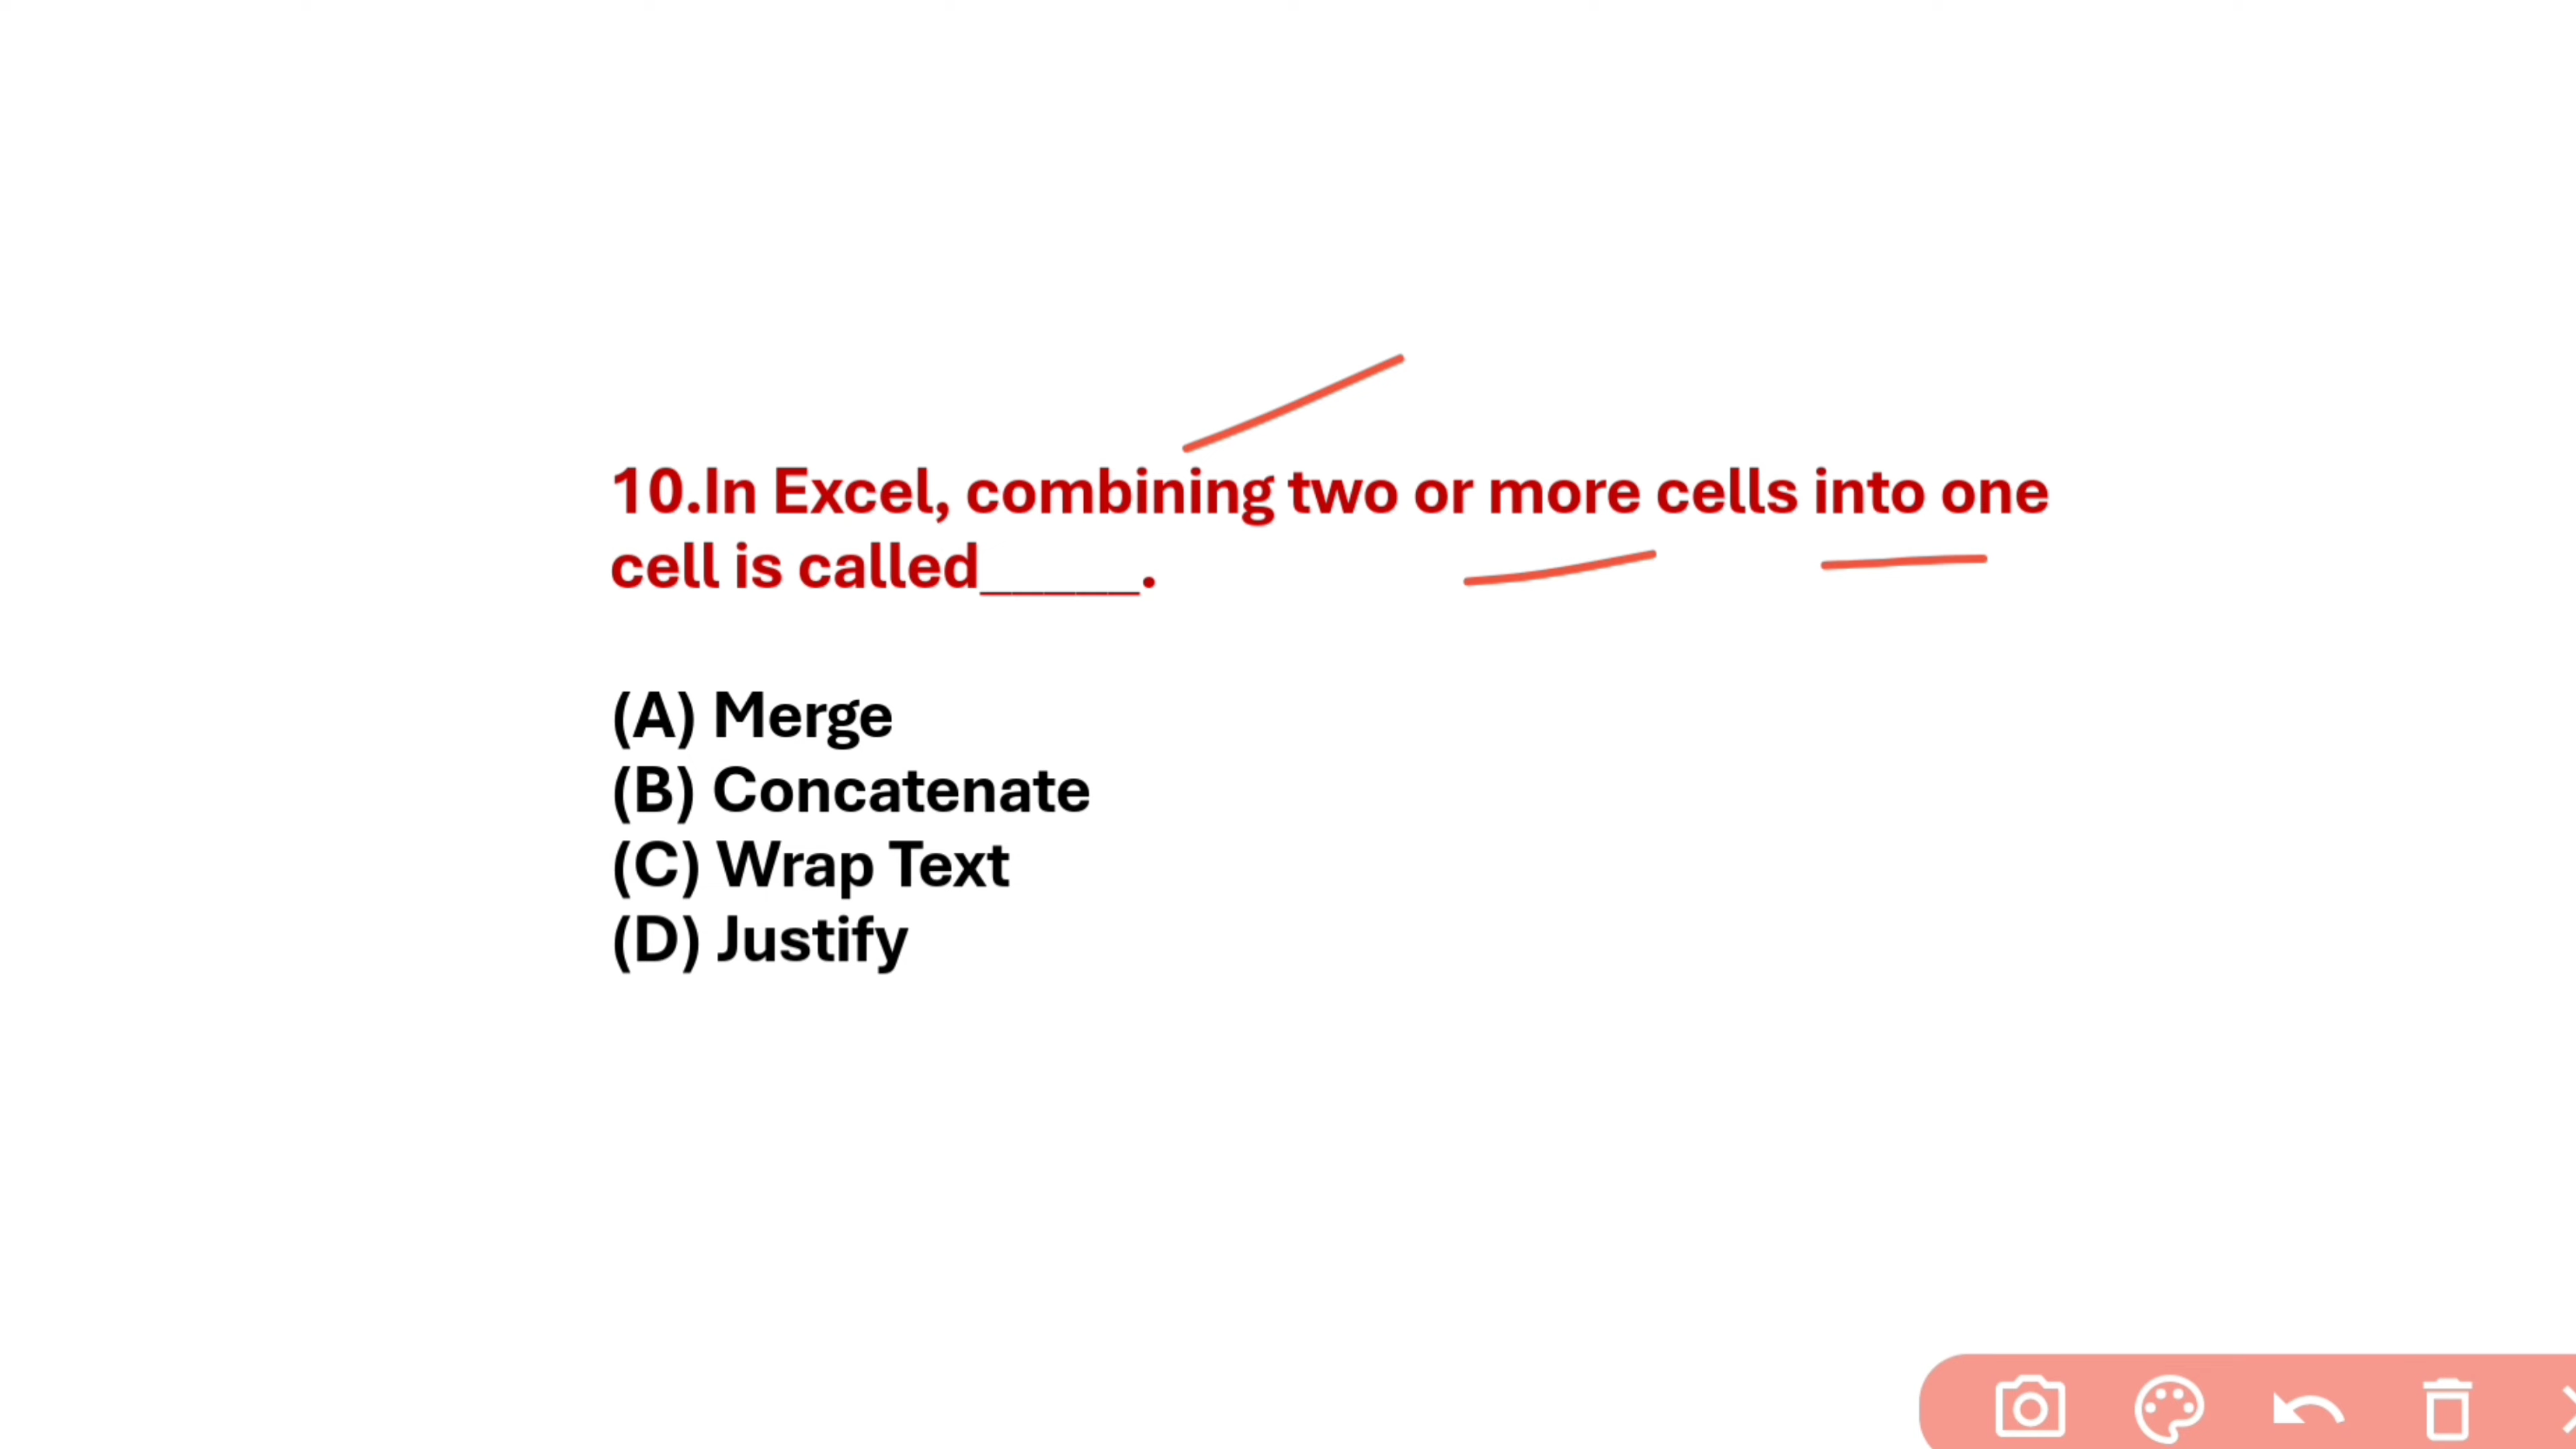 10.In Excel, combining two or more cells into one
cell is called_____.
(A) Merge
(B) Concatenate
(C) Wrap Text
(D) Justify